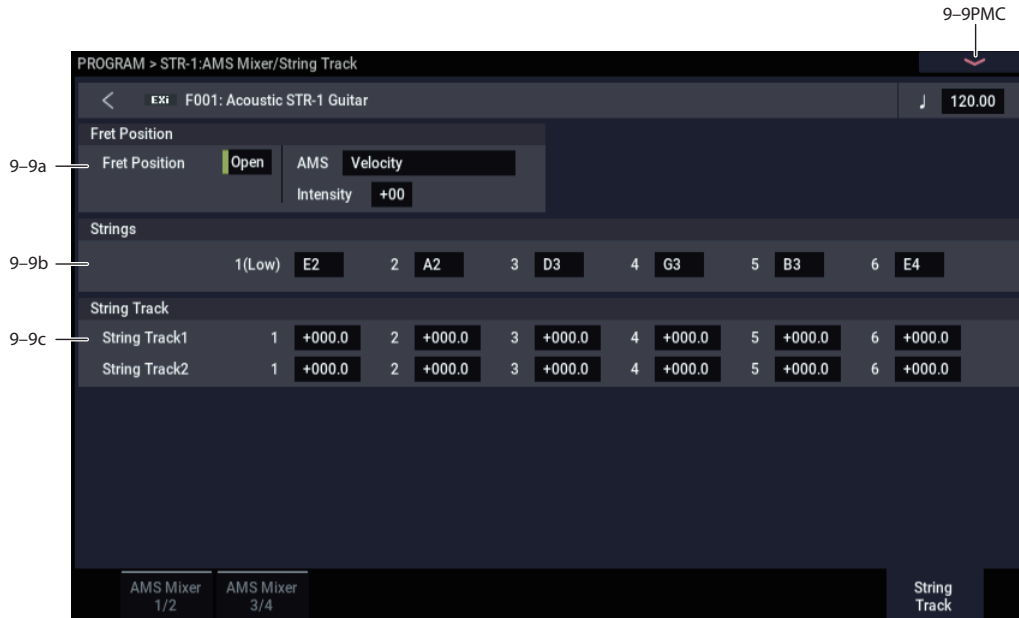 9–9PMC
PROGRAM > STR-1:AMS Mixer/String Track
EXi F001: Acoustic STR-1 Guitar ♩ 120.00
Fret Position
9–9a Fret Position Open AMS Velocity
Intensity +00
Strings
9–9b 1(Low) E2 2 A2 3 D3 4 G3 5 B3 6 E4
String Track
9–9c String Track1 1 +000.0 2 +000.0 3 +000.0 4 +000.0 5 +000.0 6 +000.0
String Track2 1 +000.0 2 +000.0 3 +000.0 4 +000.0 5 +000.0 6 +000.0
AMS Mixer AMS Mixer String
1/2 3/4 Track